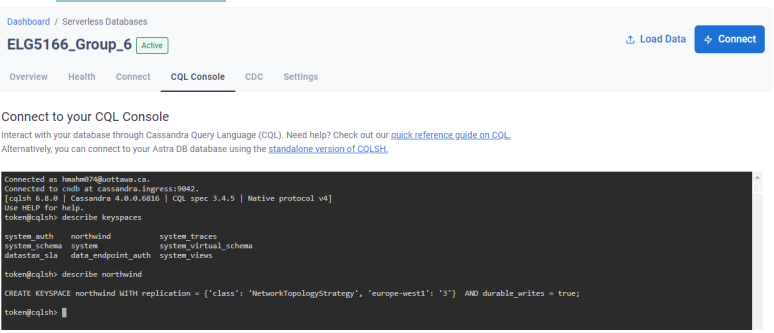 Dashboard / Serverless Databases
ELG5166_Group_6 Active
Load Data Connect
Overview Health Connect CQL Console CDC Settings
Connect to your CQL Console
Interact with your database through Cassandra Query Language (CQL). Need help? Check out our quick reference guide on CQL.
Alternatively, you can connect to your Astra DB database using the standalone version of CQLSH.
Connected as hmahm074@uottawa.ca.
Connected to cndb at cassandra.ingress:9042.
[cqlsh 6.8.0 | Cassandra 4.0.0.6816 | CQL spec 3.4.5 | Native protocol v4]
Use HELP for help.
token@cqlsh> describe keyspaces
system_auth northwind system_traces
system_schema system system_virtual_schema
datastax_sla data_endpoint_auth system_views
token@cqlsh> describe northwind
CREATE KEYSPACE northwind WITH replication = {'class': 'NetworkTopologyStrategy', 'europe-west1': '3'} AND durable_writes = true;
token@cqlsh>